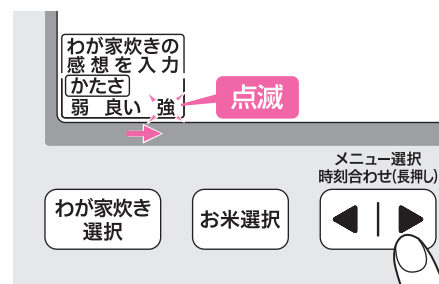 わが家炊きの
感想を入力
かたさ
弱 良い 強
点滅
メニュー選択
時刻合わせ(長押し)
わが家炊き
選択
お米選択